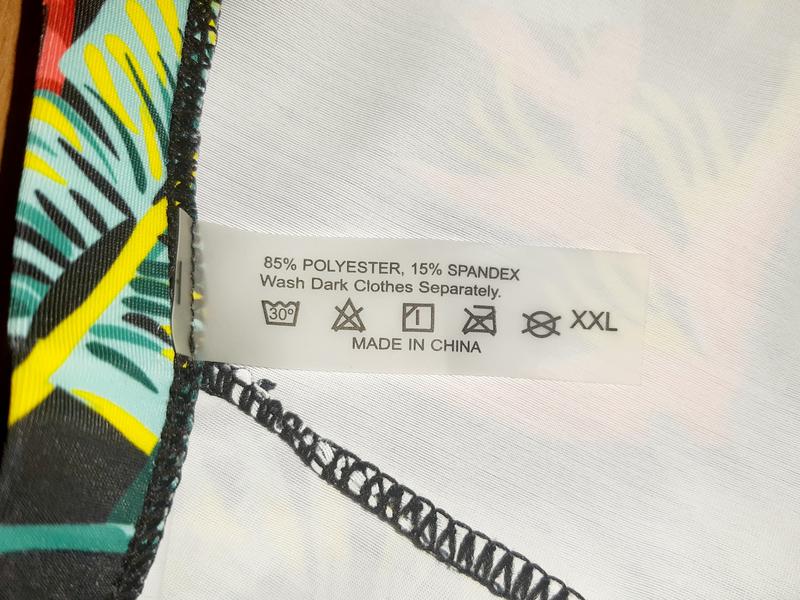 85% POLYESTER, 15% SPANDEX
Wash Dark Clothes Separately.
30° XXL
MADE IN CHINA